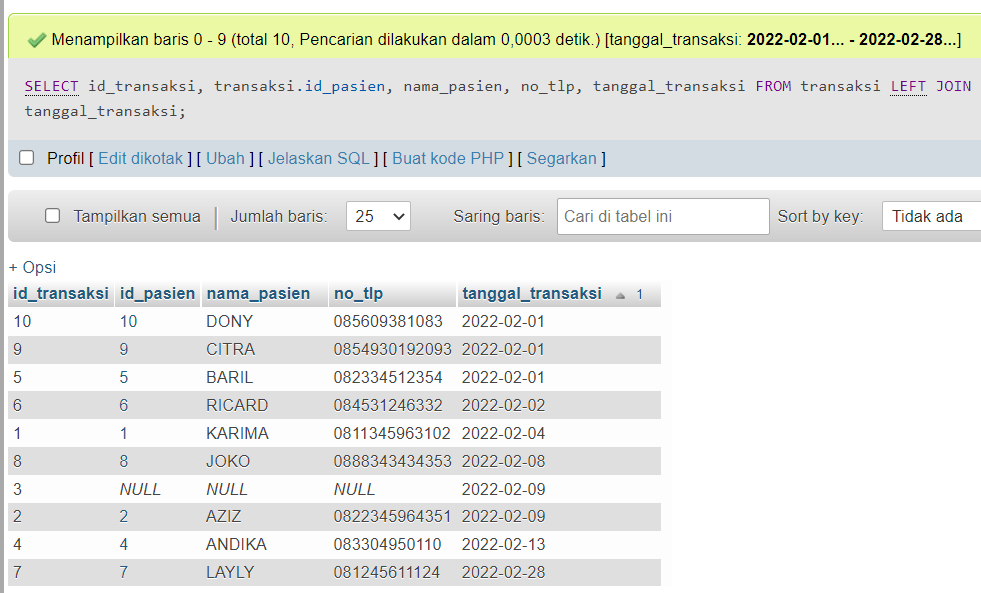 Menampilkan baris 0 - 9 (total 10, Pencarian dilakukan dalam 0,0003 detik.) [tanggal_transaksi: 2022-02-01... - 2022-02-28...]
SELECT id_transaksi, transaksi.id_pasien, nama_pasien, no_tlp, tanggal_transaksi FROM transaksi LEFT JOIN
tanggal_transaksi;
Profil [ Edit dikotak ] [ Ubah ] [ Jelaskan SQL ] [ Buat kode PHP ] [ Segarkan ]
Tampilkan semua | Jumlah baris: 25 Saring baris: Cari di tabel ini Sort by key: Tidak ada
+ Opsi
id_transaksi id_pasien nama_pasien no_tlp tanggal_transaksi 1
10 10 DONY 085609381083 2022-02-01
9 9 CITRA 0854930192093 2022-02-01
5 5 BARIL 082334512354 2022-02-01
6 6 RICARD 084531246332 2022-02-02
1 1 KARIMA 0811345963102 2022-02-04
8 8 JOKO 0888343434353 2022-02-08
3 NULL NULL NULL 2022-02-09
2 2 AZIZ 0822345964351 2022-02-09
4 4 ANDIKA 083304950110 2022-02-13
7 7 LAYLY 081245611124 2022-02-28